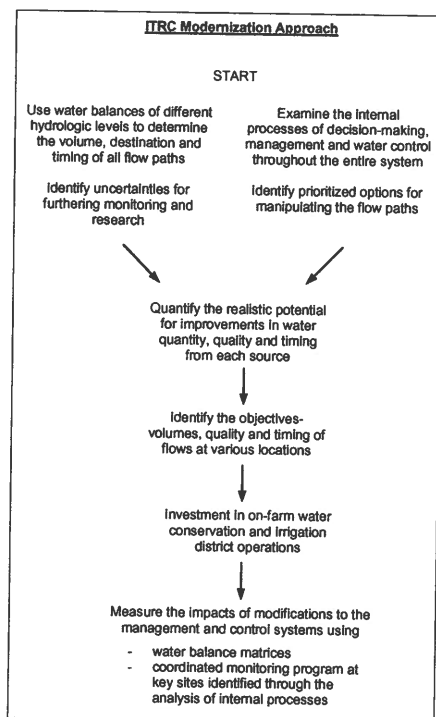 ITRC Modernization Approach
START
Use water balances of different
hydrologic levels to determine
the volume, destination and
timing of all flow paths
Identify uncertainties for
furthering monitoring and
research
Examine the internal
processes of decision-making,
management and water control
throughout the entire system
Identify prioritized options for
manipulating the flow paths
Quantify the realistic potential
for improvements in water
quantity, quality and timing
from each source
Identify the objectives-
volumes, quality and timing of
flows at various locations
Investment in on-farm water
conservation and irrigation
district operations
Measure the impacts of modifications to the
management and control systems using
- water balance matrices
- coordinated monitoring program at
key sites identified through the
analysis of internal processes